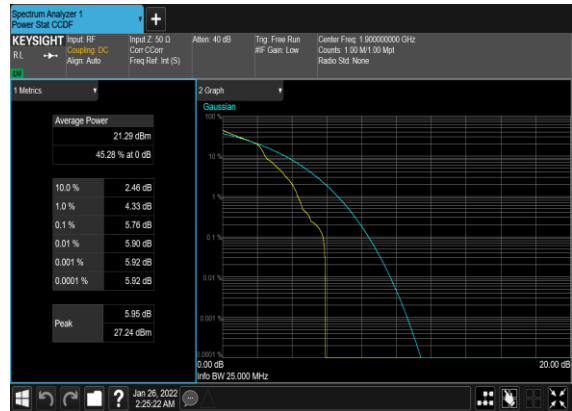 Spectrum Analyzer 1
Power Stat CCDF
+
KEYSIGHT
RL
LV
Input: RF
Coupling: DC
Align: Auto
Input Z: 50 Ω
Corr CCorr
Freq Ref: Int (S)
Atten: 40 dB
Trig: Free Run
#IF Gain: Low
Center Freq: 1.900000000 GHz
Counts: 1.00 M/1.00 Mpt
Radio Std: None
1 Metrics
Average Power
21.29 dBm
45.28 % at 0 dB
10.0 % 2.46 dB
1.0 % 4.33 dB
0.1 % 5.76 dB
0.01 % 5.90 dB
0.001 % 5.92 dB
0.0001 % 5.92 dB
Peak
5.95 dB
27.24 dBm
2 Graph
Gaussian
100 %
10 %
1 %
0.1 %
0.01 %
0.001 %
0.0001 %
0.00 dB 20.00 dB
Info BW 25.000 MHz
?
Jan 26, 2022
2:25:22 AM